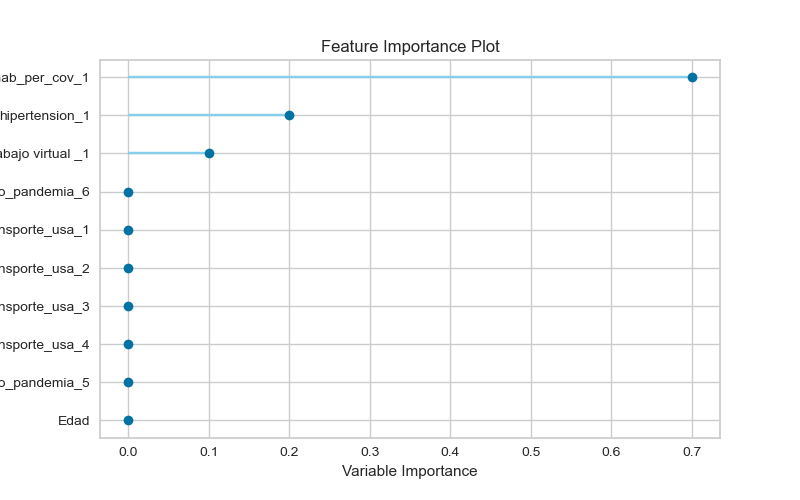 Feature Importance Plot
ab_per_cov_1
hipertension_1
abajo virtual _1
o_pandemia_6
nsporte_usa_1
nsporte_usa_2
nsporte_usa_3
nsporte_usa_4
o_pandemia_5
Edad
0.0 0.1 0.2 0.3 0.4 0.5 0.6 0.7
Variable Importance